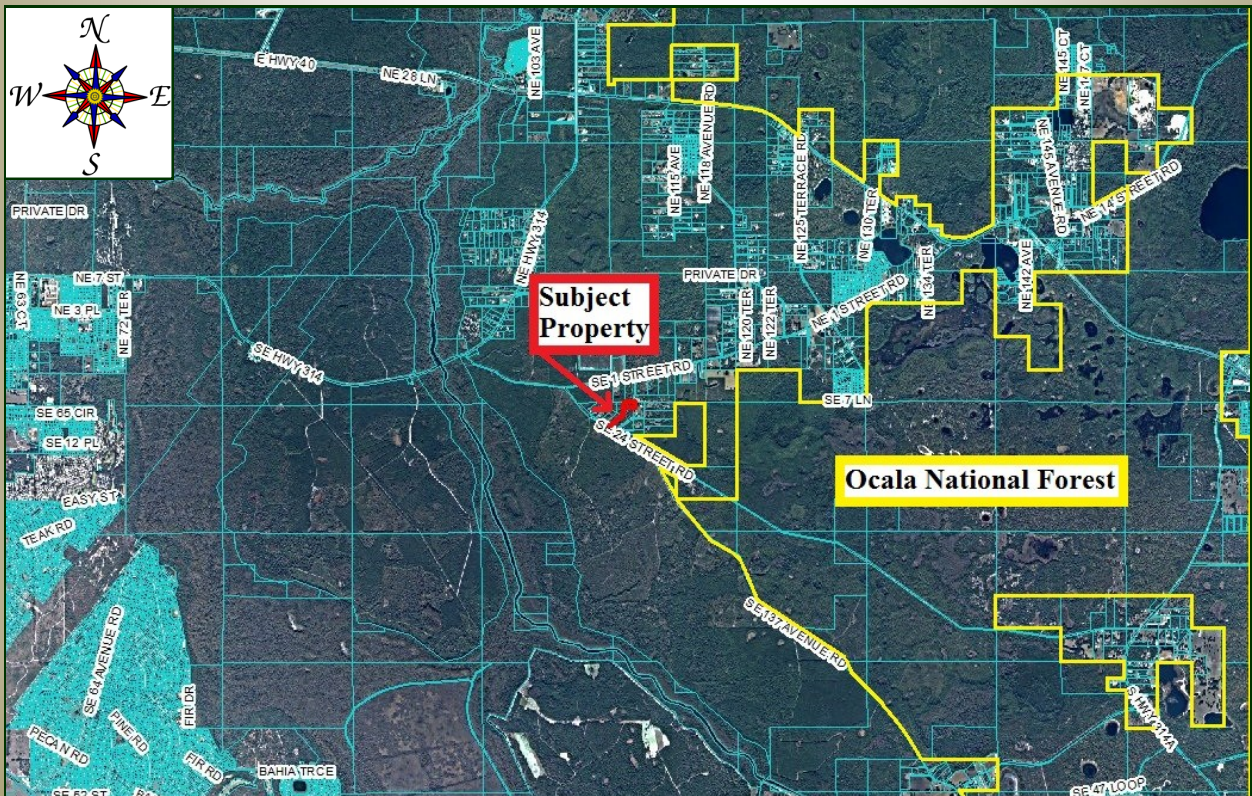 N
W
E
S
E HWY 40
NE 28 LN
NE 103 AVE
NE 118 AVENUE RD
NE 115 AVE
NE 125 TERRACE RD
NE 130 TER
NE 145 CT
NE 147 CT
NE 145 AVENUE RD
NE 14 STREET RD
PRIVATE DR
NE HWY 314
PRIVATE DR
NE 134 TER
NE 142 AVE
NE 63 CT
NE 7 ST
NE 3 PL
NE 72 TER
NE 120 TER
NE 122 TER
NE 1 STREET RD
Subject
Property
SE HWY 314
SE 1 STREET RD
SE 7 LN
SE 65 CIR
SE 12 PL
SE 24 STREET RD
Ocala National Forest
EASY ST
TEAK RD
SE 64 AVENUE RD
SE 137 AVENUE RD
FIR DR
PINE RD
PECAN RD
FIR RD
S HWY 314A
BAHIA TRCE
SE 52 ST
SE 47 LOOP